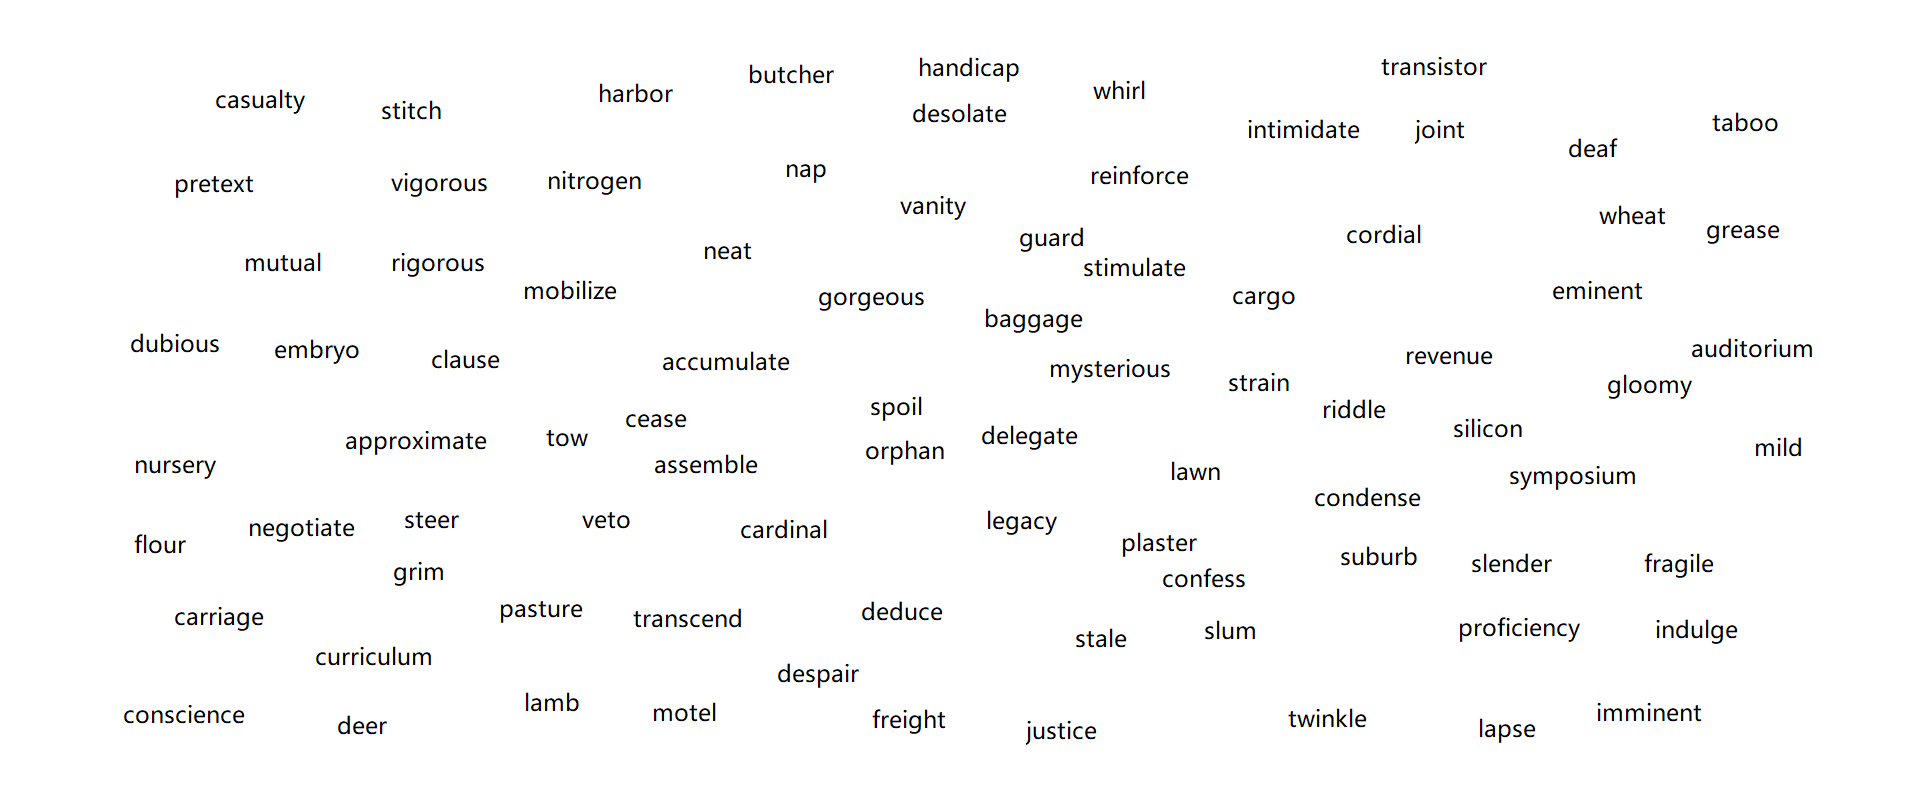 handicap
transistor
butcher
whirl
harbor
casualty
stitch
desolate
taboo
intimidate
joint
deaf
nap
reinforce
nitrogen
vigorous
pretext
vanity
wheat
grease
cordial
guard
neat
mutual
rigorous
stimulate
mobilize
eminent
cargo
gorgeous
baggage
dubious
auditorium
embryo
revenue
clause
accumulate
mysterious
strain
gloomy
spoil
riddle
cease
silicon
delegate
tow
approximate
mild
orphan
nursery
assemble
lawn
symposium
condense
steer
veto
legacy
negotiate
cardinal
plaster
flour
suburb
slender
fragile
grim
confess
pasture
deduce
carriage
transcend
proficiency
indulge
slum
stale
curriculum
despair
lamb
motel
imminent
conscience
twinkle
freight
deer
lapse
justice